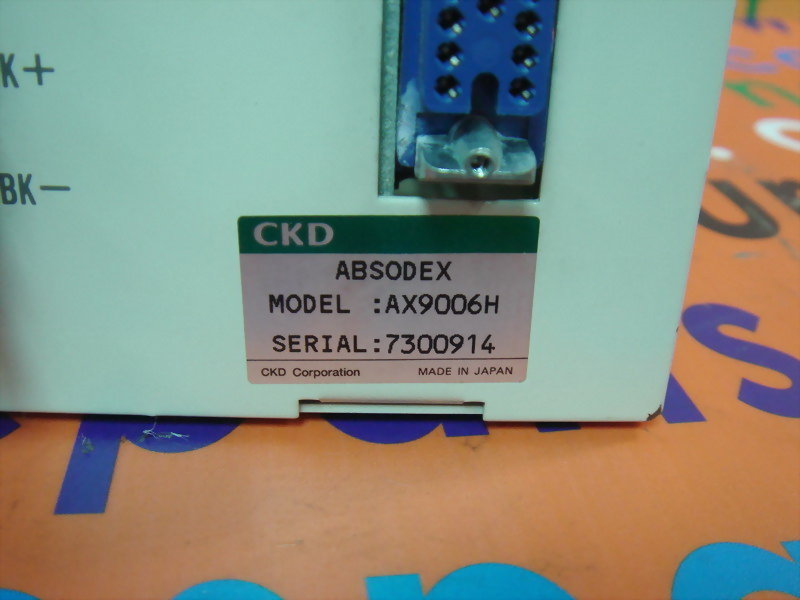 K+
BK−
CKD
ABSODEX
MODEL :AX9006H
SERIAL:7300914
CKD Corporation MADE IN JAPAN